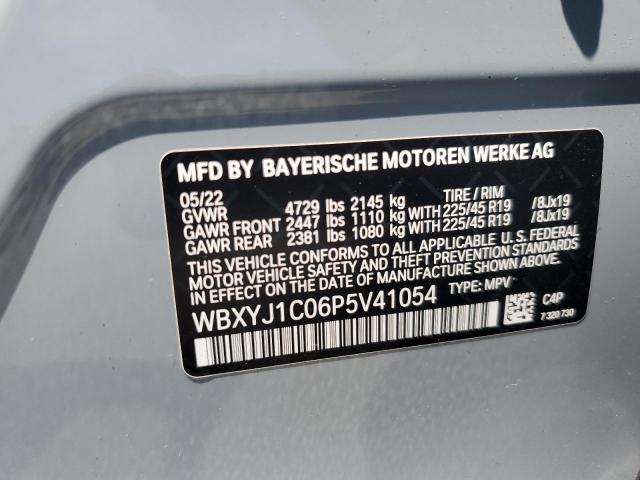 MFD BY BAYERISCHE MOTOREN WERKE AG
05/22 TIRE / RIM
GVWR 4729 lbs 2145 kg
GAWR FRONT 2447 lbs 1110 kg WITH 225/45 R19 /8Jx19
GAWR REAR 2381 lbs 1080 kg WITH 225/45 R19 /8Jx19
THIS VEHICLE CONFORMS TO ALL APPLICABLE U.S. FEDERAL
MOTOR VEHICLE SAFETY AND THEFT PREVENTION STANDARDS
IN EFFECT ON THE DATE OF MANUFACTURE SHOWN ABOVE.
WBXYJ1C06P5V41054 TYPE: MPV
C4P
7 320 730